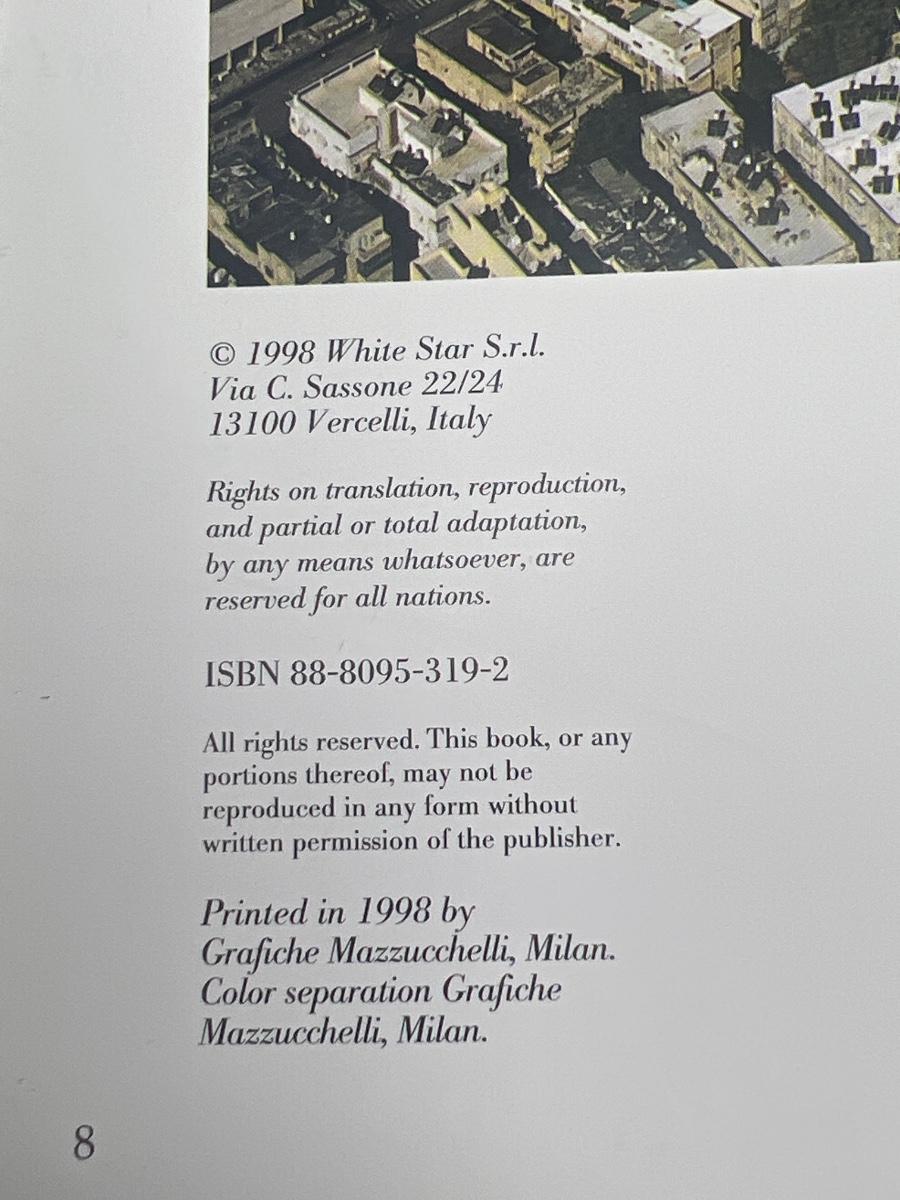 © 1998 White Star S.r.l.
Via C. Sassone 22/24
13100 Vercelli, Italy
Rights on translation, reproduction,
and partial or total adaptation,
by any means whatsoever, are
reserved for all nations.
ISBN 88-8095-319-2
All rights reserved. This book, or any
portions thereof, may not be
reproduced in any form without
written permission of the publisher.
Printed in 1998 by
Grafiche Mazzucchelli, Milan.
Color separation Grafiche
Mazzucchelli, Milan.
8